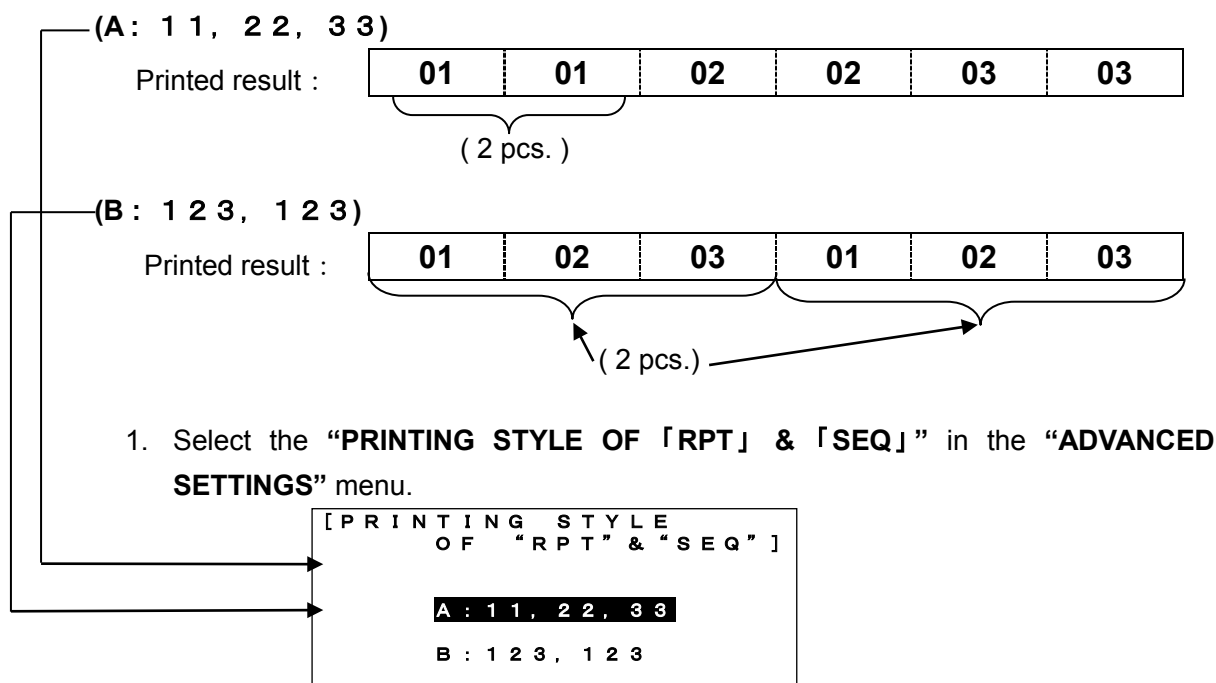 (A: 11, 22, 33)
Printed result :
01 01 02 02 03 03
( 2 pcs. )
(B: 123, 123)
Printed result :
01 02 03 01 02 03
( 2 pcs.)
1. Select the “PRINTING STYLE OF「RPT」&「SEQ」” in the “ADVANCED
SETTINGS” menu.
[PRINTING STYLE
OF “RPT”&“SEQ”]
A:11, 22, 33
B:123, 123